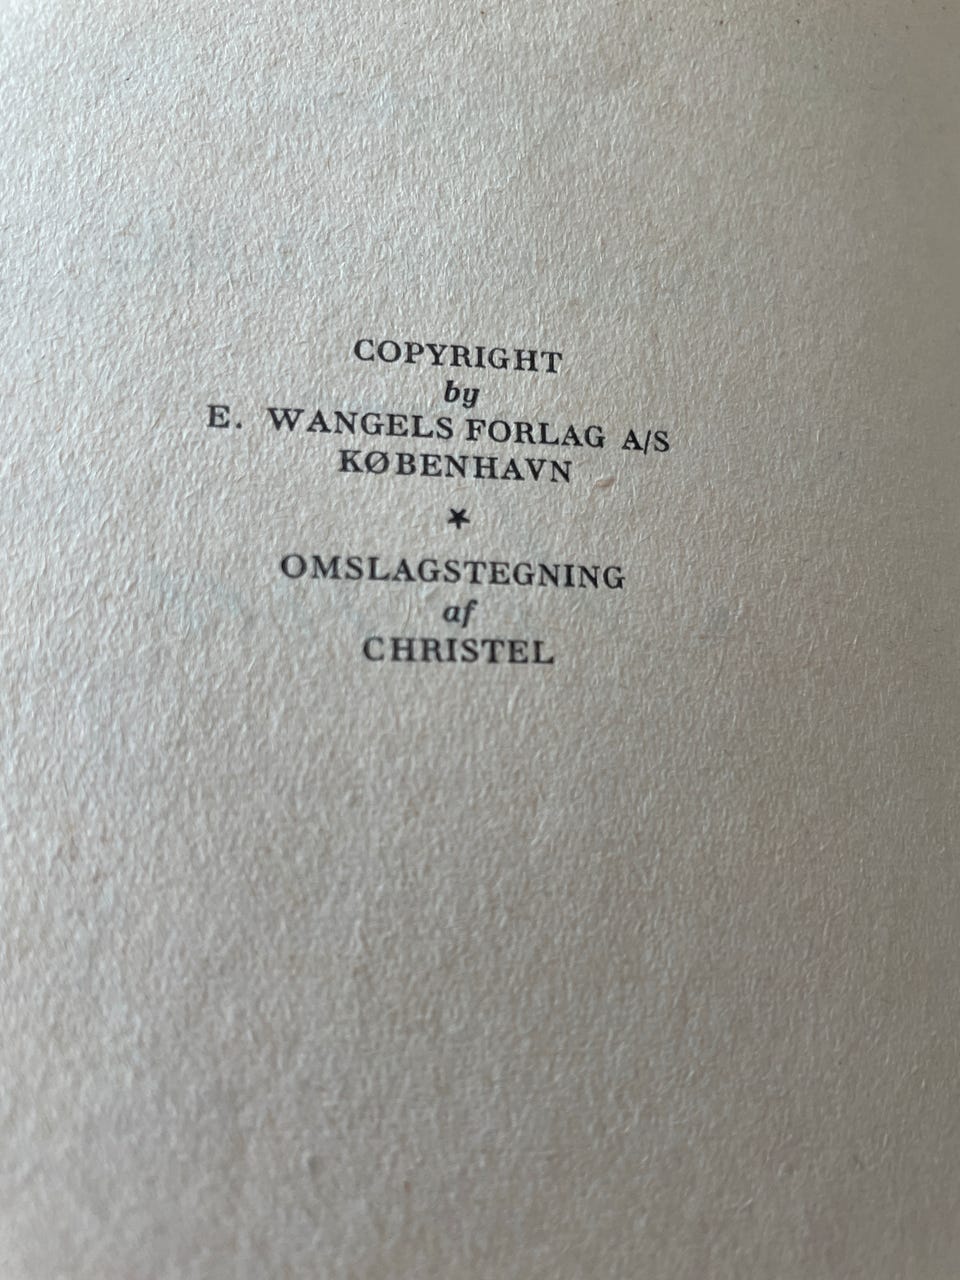 COPYRIGHT
by
E. WANGELS FORLAG A/S
KØBENHAVN
★
OMSLAGSTEGNING
af
CHRISTEL